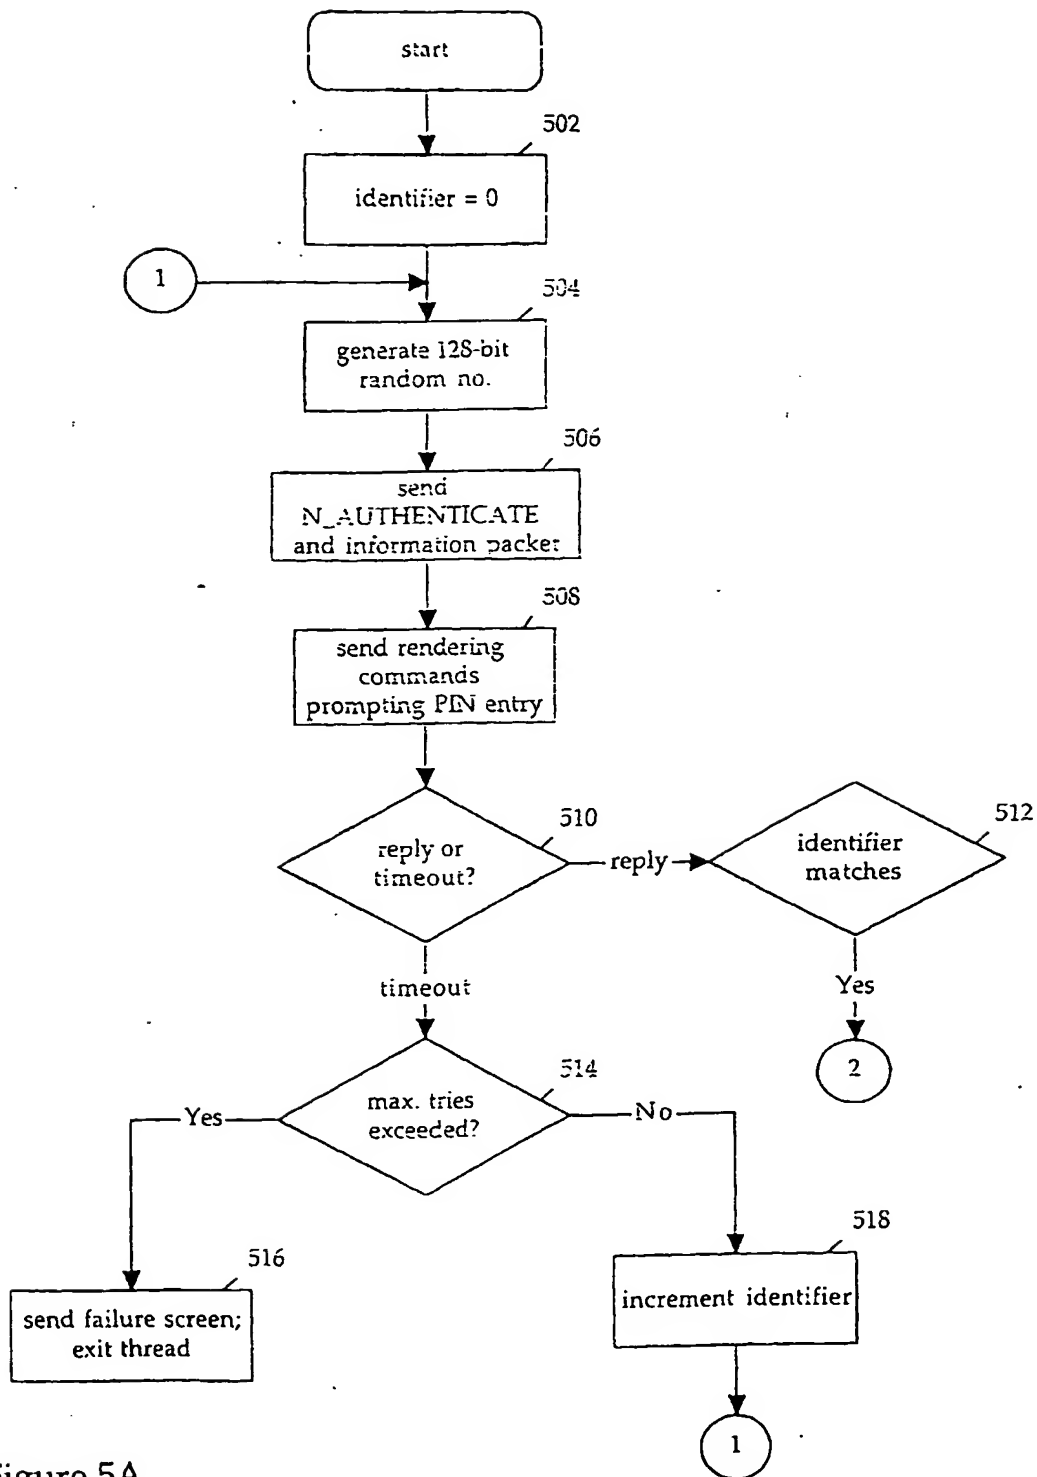 start
502
identifier = 0
1
504
generate 128-bit
random no.
506
send
N_AUTHENTICATE
and information packet
508
send rendering
commands
prompting PIN entry
510
reply or
timeout?
reply
512
identifier
matches
timeout
Yes
2
514
max. tries
exceeded?
Yes
No
516
send failure screen;
exit thread
518
increment identifier
1
Figure 5A